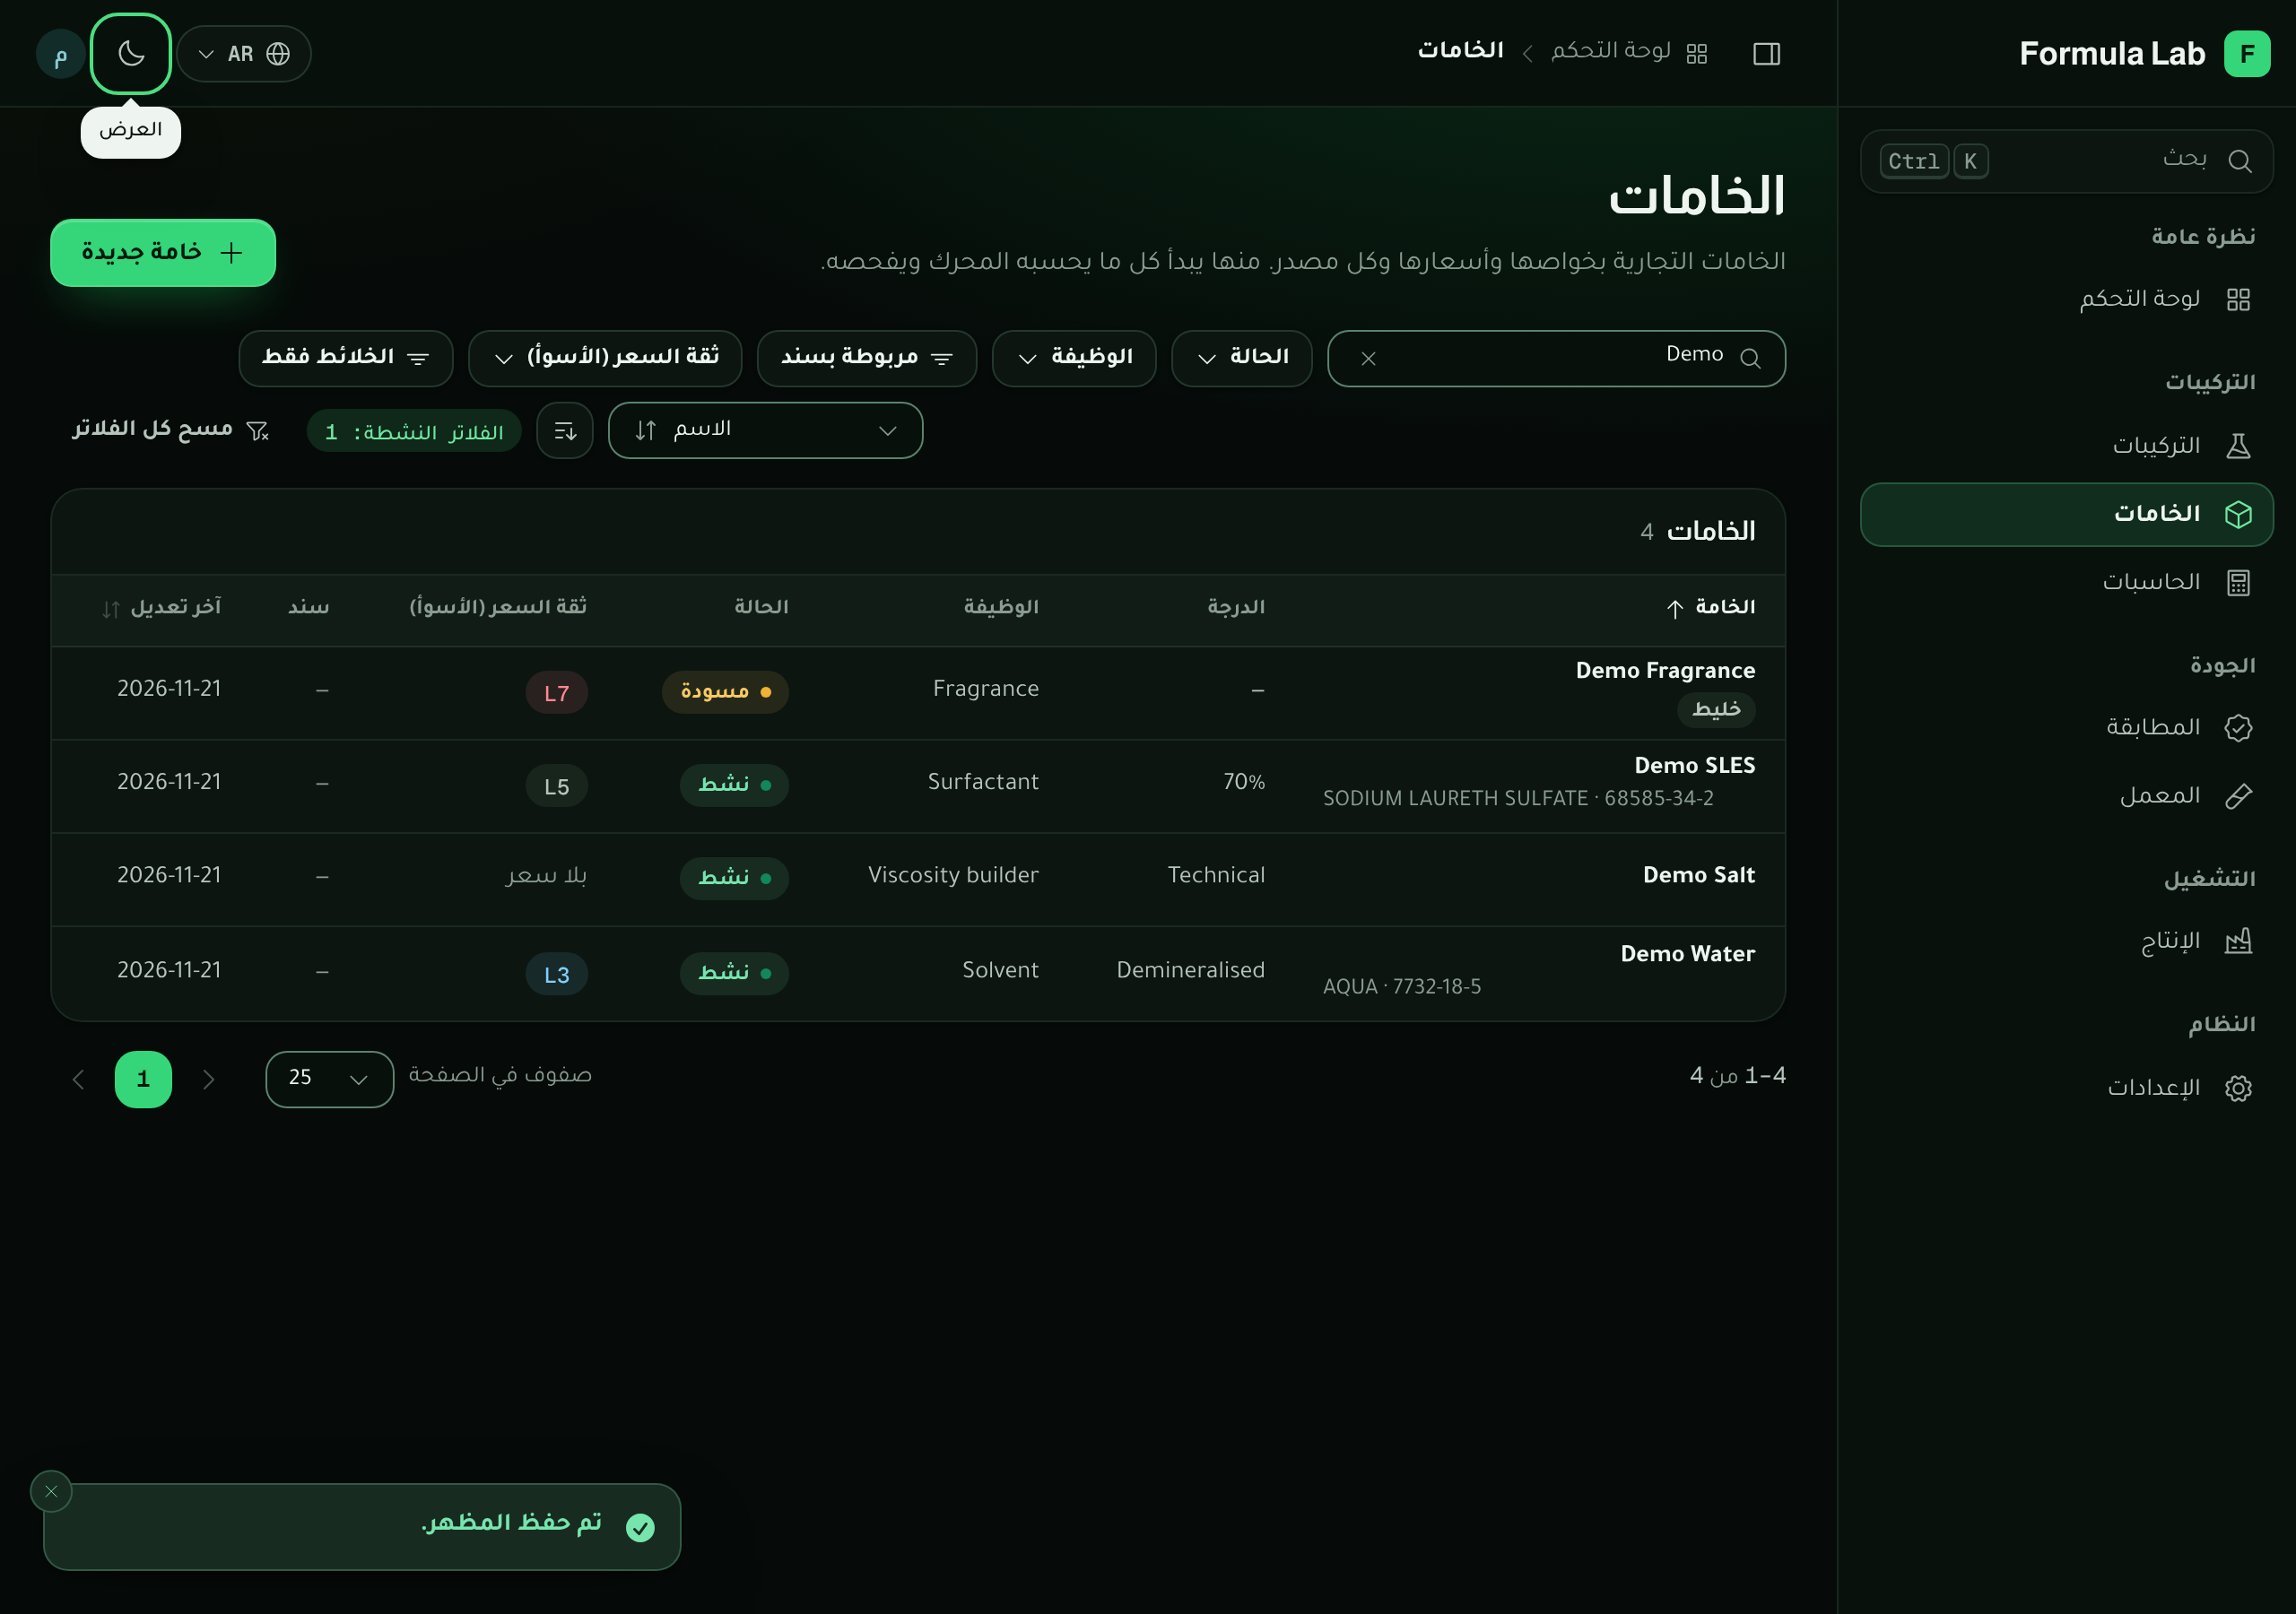 Formula Lab
F
لوحة التحكم
الخامات
AR
م
العرض
بحث
Ctrl K
نظرة عامة
لوحة التحكم
التركيبات
التركيبات
الخامات
الحاسبات
الجودة
المطابقة
المعمل
التشغيل
الإنتاج
النظام
الإعدادات
الخامات
الخامات التجارية بخواصها وأسعارها وكل مصدر. منها يبدأ كل ما يحسبه المحرك ويفحصه.
خامة جديدة
Demo
الحالة
الوظيفة
مربوطة بسند
ثقة السعر (الأسوأ)
الخلائط فقط
الاسم
الفلاتر النشطة: 1
مسح كل الفلاتر
الخامات 4
الخامة الدرجة الوظيفة الحالة ثقة السعر (الأسوأ) سند آخر تعديل
Demo Fragrance – Fragrance مسودة L7 – 2026-11-21
خليط
Demo SLES 70% Surfactant نشط L5 – 2026-11-21
SODIUM LAURETH SULFATE · 68585-34-2
Demo Salt Technical Viscosity builder نشط بلا سعر – 2026-11-21
Demo Water Demineralised Solvent نشط L3 – 2026-11-21
AQUA · 7732-18-5
1–4 من 4
صفوف في الصفحة
25
1
تم حفظ المظهر.